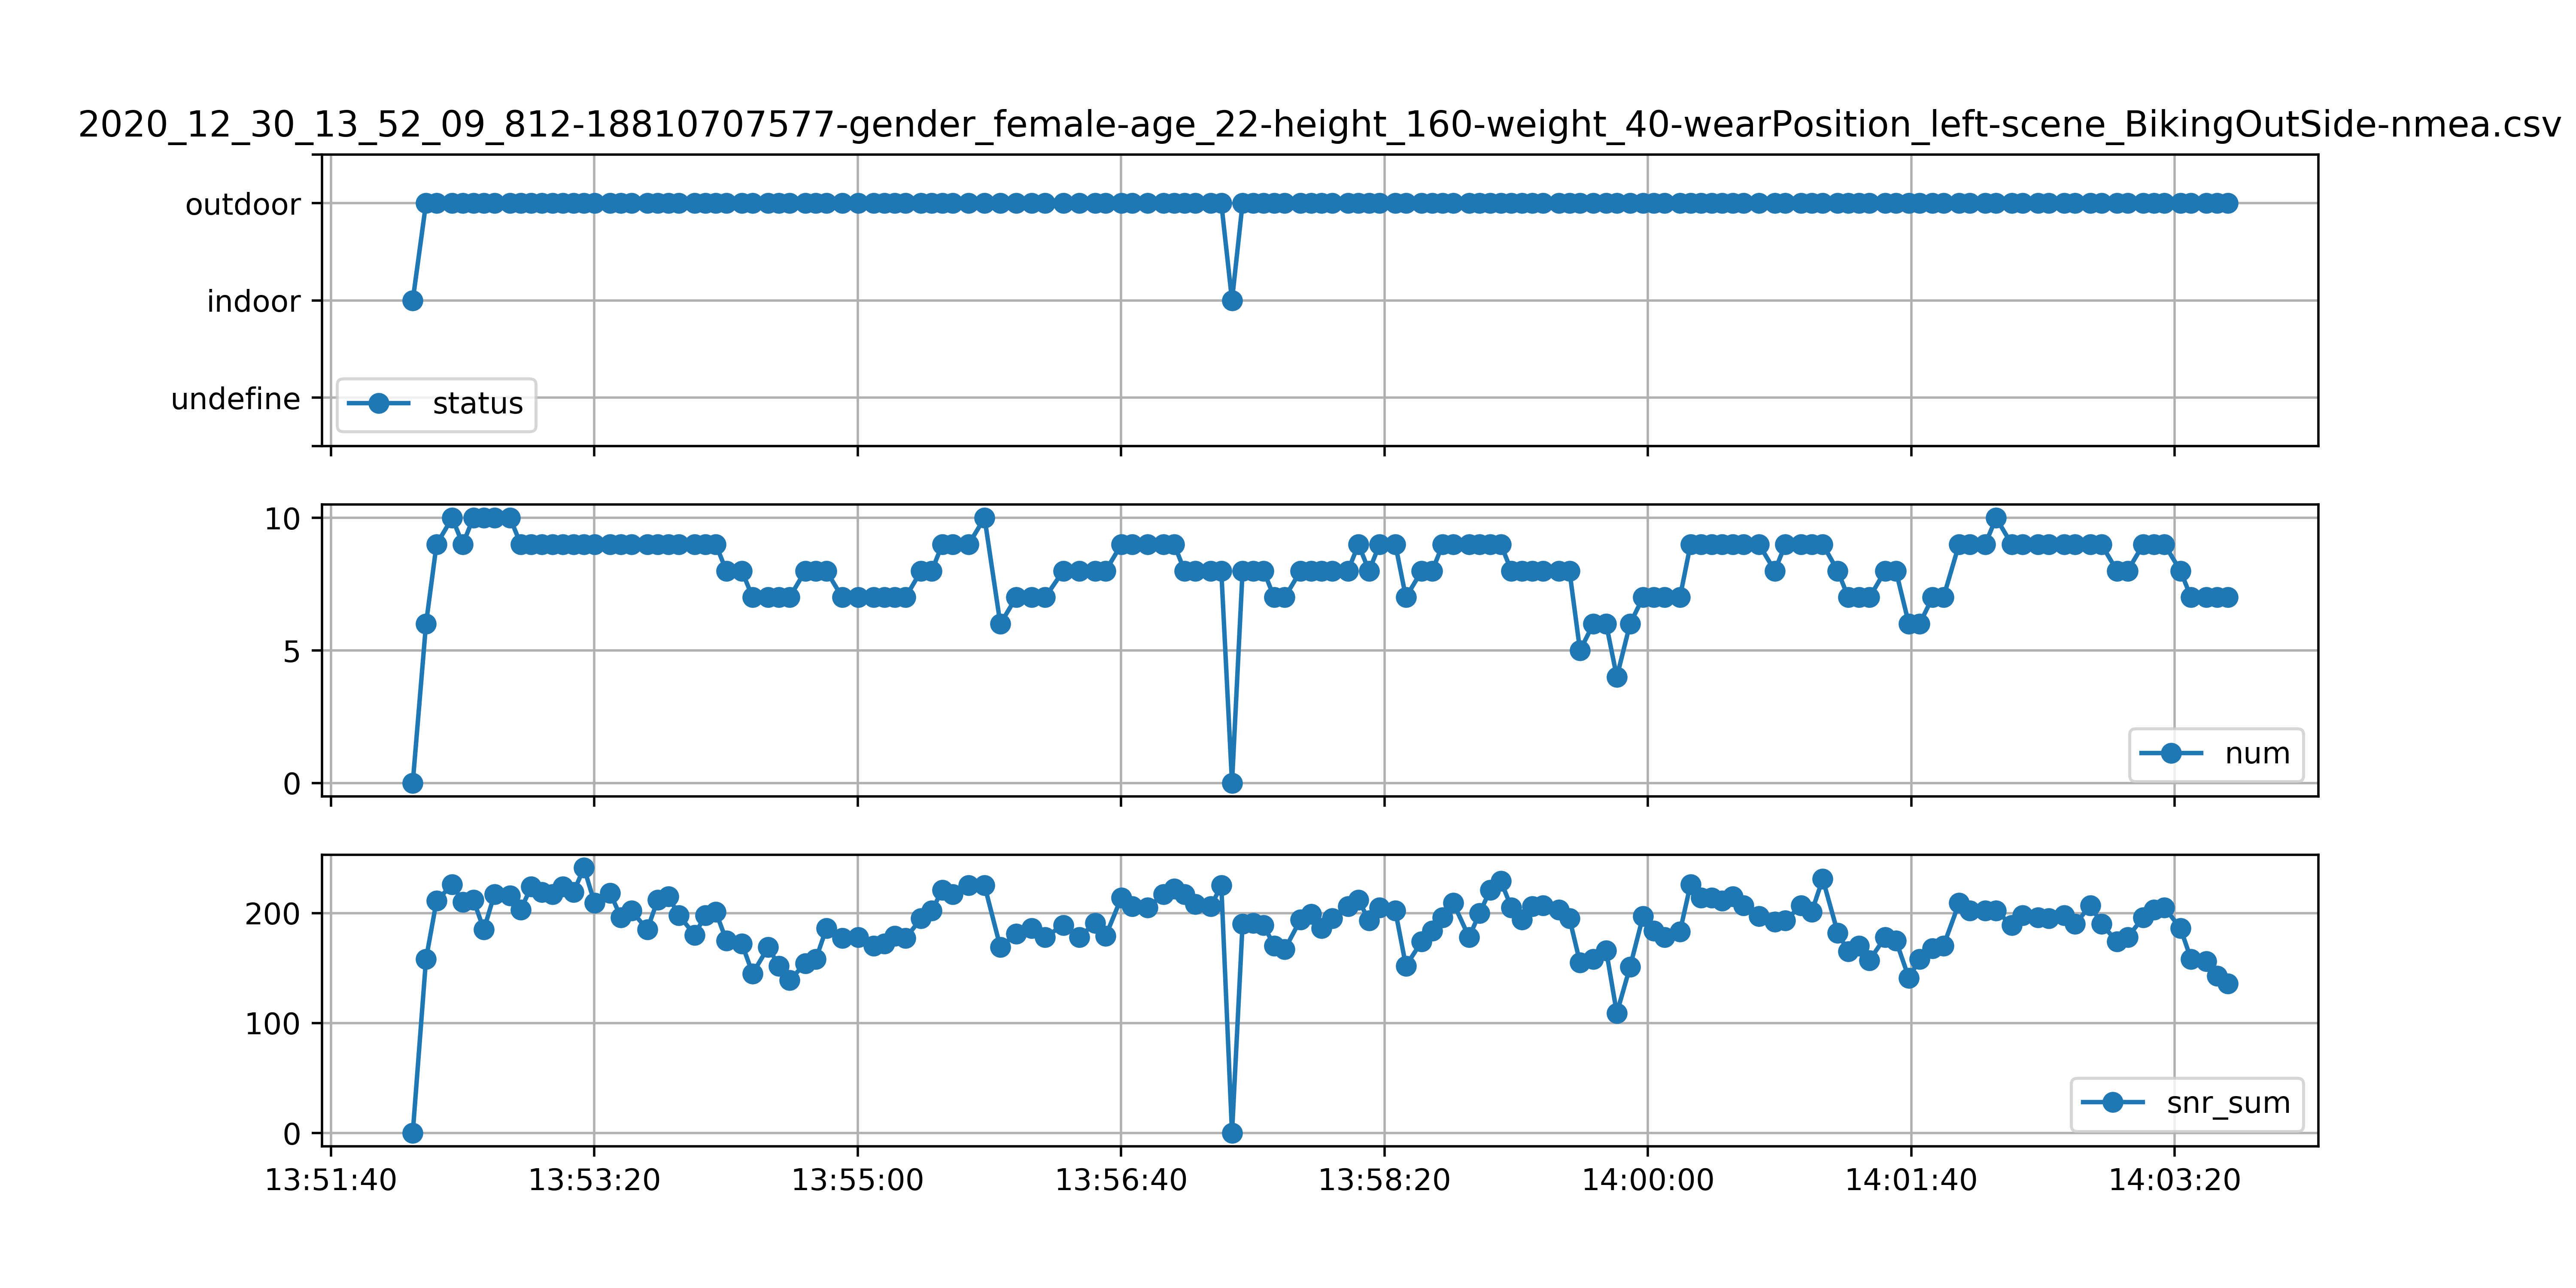 2020_12_30_13_52_09_812-18810707577-gender_female-age_22-height_160-weight_40-wearPosition_left-scene_BikingOutSide-nmea.csv
outdoor
indoor
undefine
status
10
5
0
num
200
100
0
snr_sum
13:51:40 13:53:20 13:55:00 13:56:40 13:58:20 14:00:00 14:01:40 14:03:20